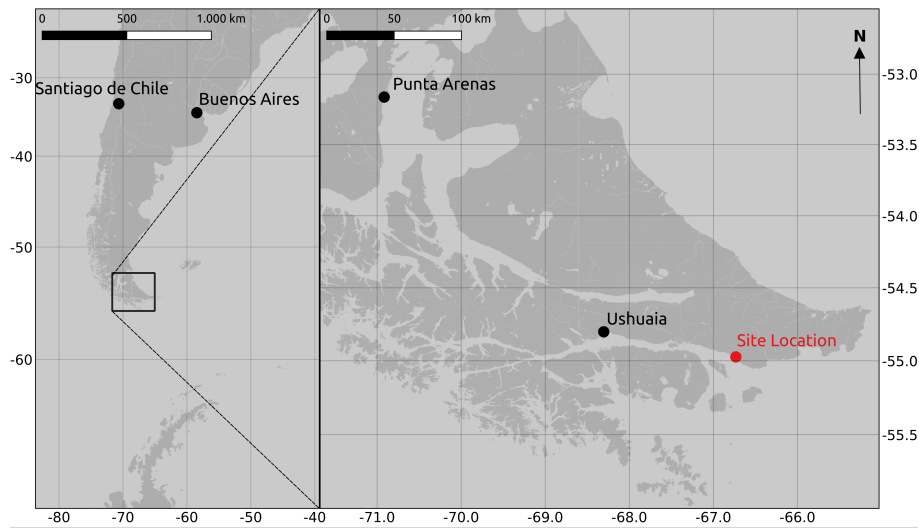 0 500 1.000 km
0 50 100 km
N
-30
-40
-50
-60
Santiago de Chile
Buenos Aires
Punta Arenas
Ushuaia
Site Location
-53.0
-53.5
-54.0
-54.5
-55.0
-55.5
-80 -70 -60 -50 -40
-71.0 -70.0 -69.0 -68.0 -67.0 -66.0